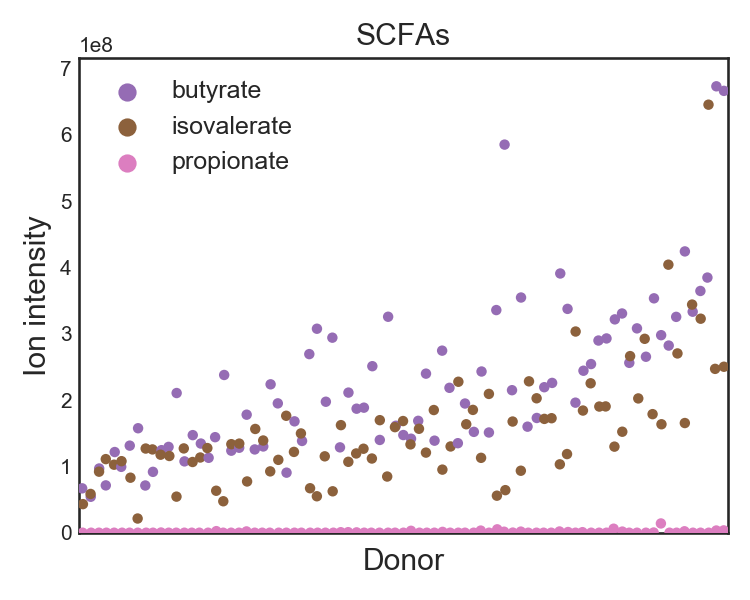 SCFAs
1e8
7
6
5
4
3
2
1
0
butyrate
isovalerate
propionate
Ion intensity
Donor